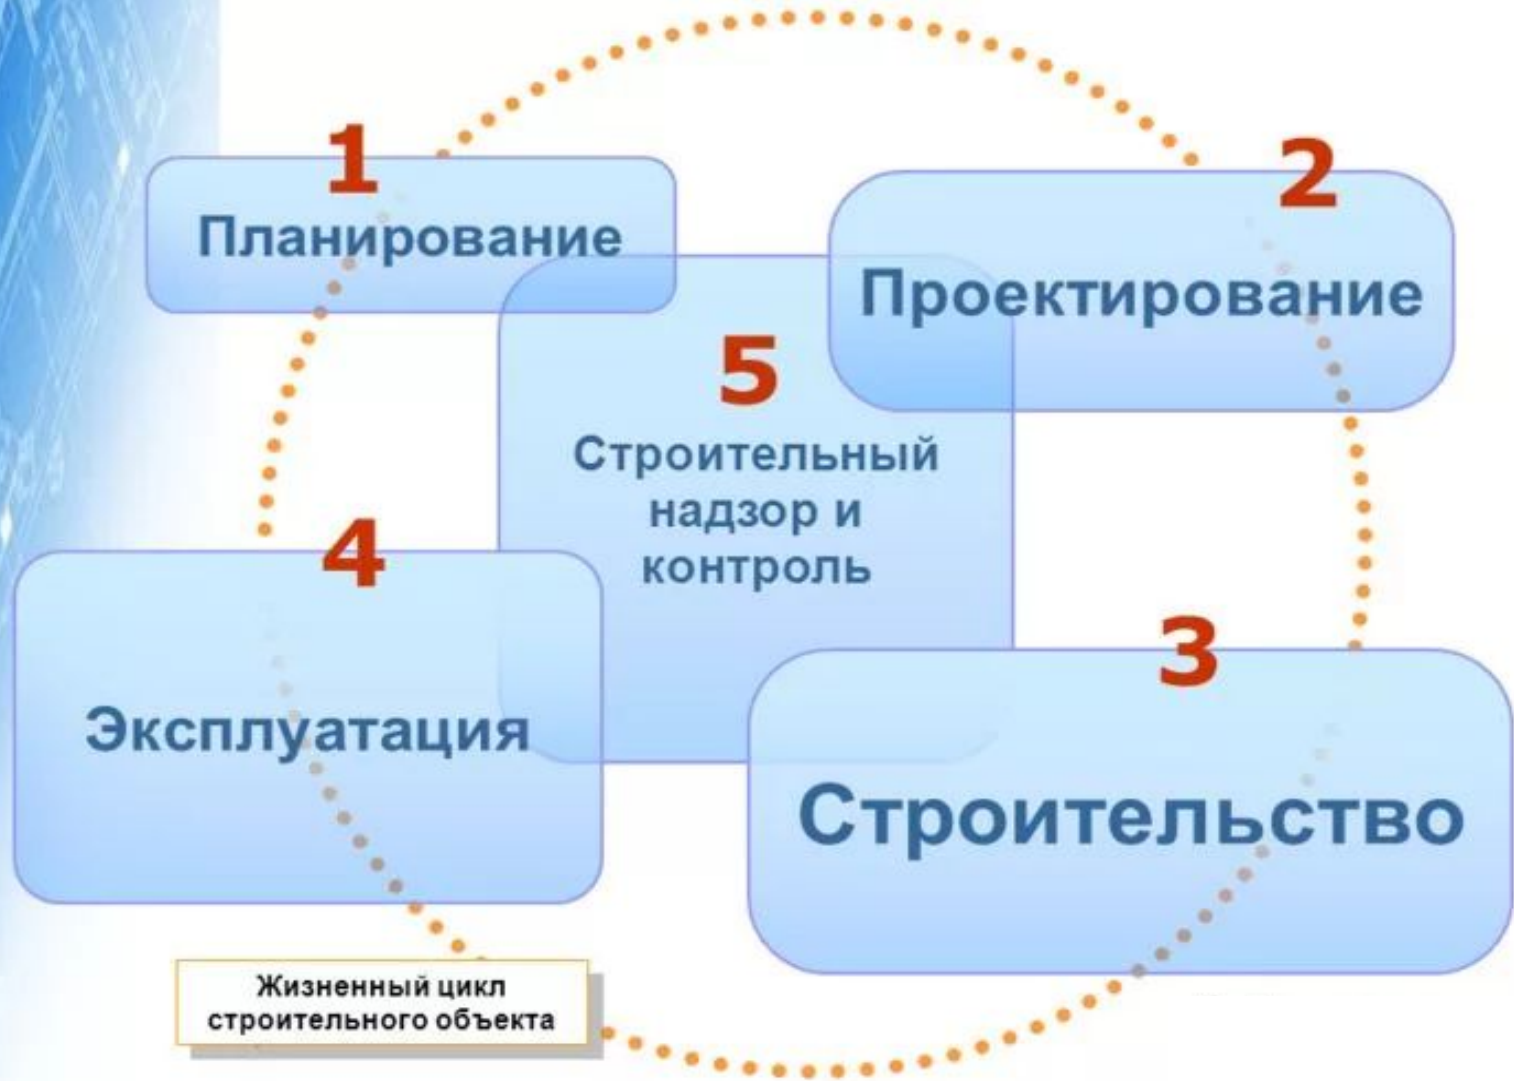 1
Планирование
2
Проектирование
5
Строительный
надзор и
контроль
4
Эксплуатация
3
Строительство
Жизненный цикл
строительного объекта